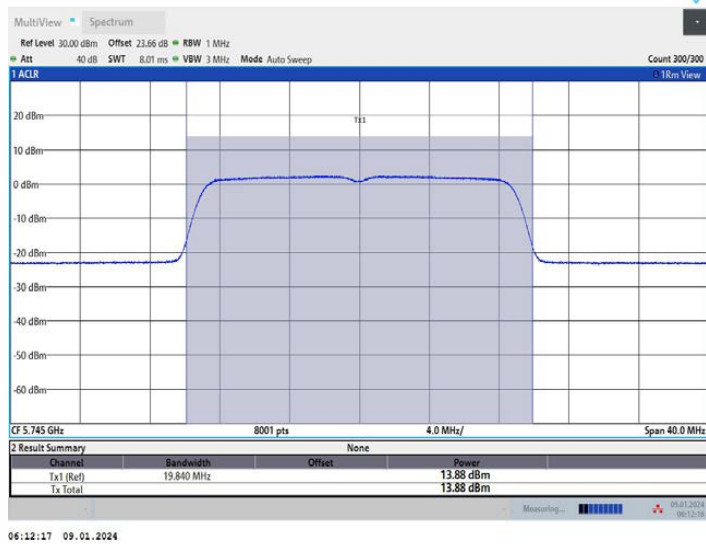 MultiView Spectrum
Ref Level 30.00 dBm Offset 23.66 dB RBW 1 MHz
Att 40 dB SWT 8.01 ms VBW 3 MHz Mode Auto Sweep Count 300/300
1 ACLR 1Rm View
Tx1
20 dBm
10 dBm
0 dBm
-10 dBm
-20 dBm
-30 dBm
-40 dBm
-50 dBm
-60 dBm
CF 5.745 GHz 8001 pts 4.0 MHz/ Span 40.0 MHz
2 Result Summary None
Channel Bandwidth Offset Power
Tx1 (Ref) 19.840 MHz 13.88 dBm
Tx Total 13.88 dBm
Measuring... 09.01.2024
06:12:16
06:12:17 09.01.2024